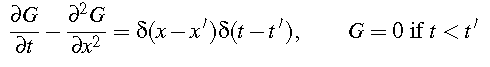 ∂G/∂t − ∂²G/∂x² = δ(x−x′)δ(t−t′),    G = 0 if t < t′